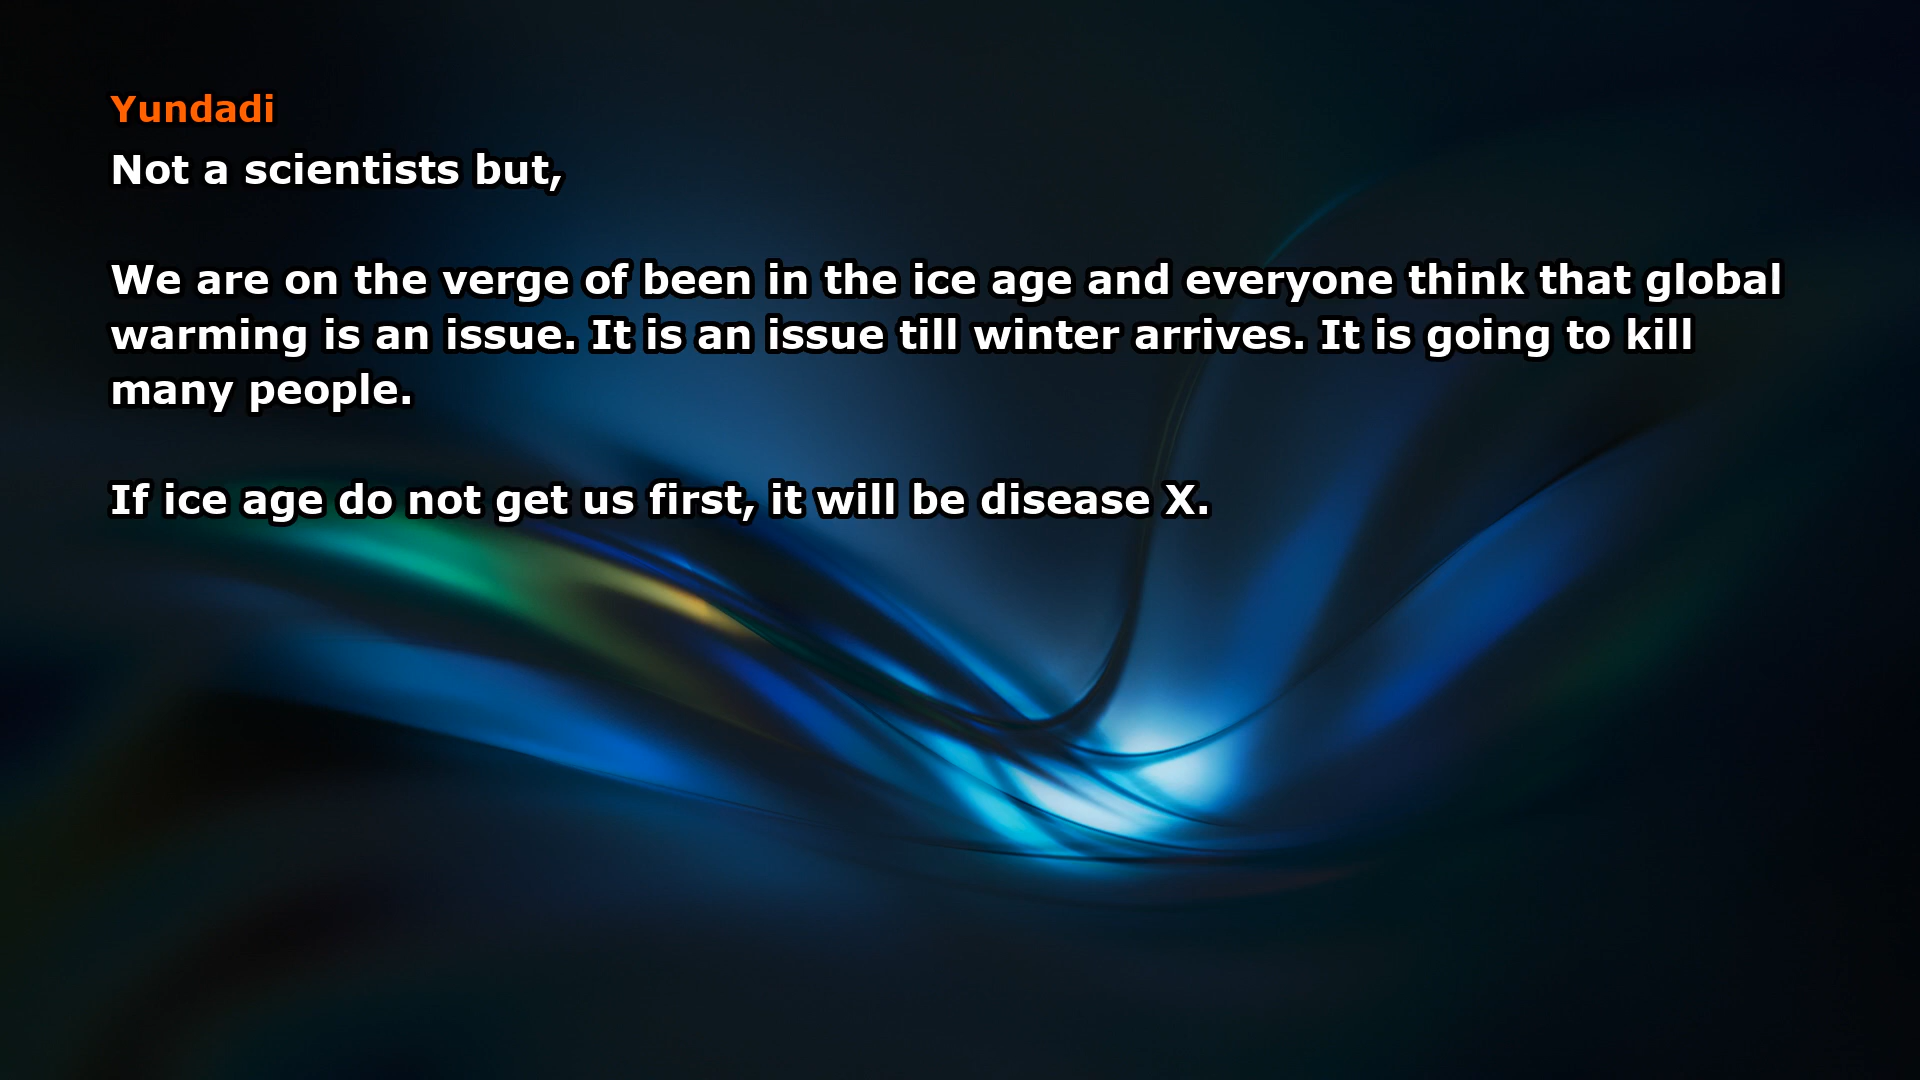 Yundadi
Not a scientists but,
We are on the verge of been in the ice age and everyone think that global
warming is an issue. It is an issue till winter arrives. It is going to kill
many people.
If ice age do not get us first, it will be disease X.